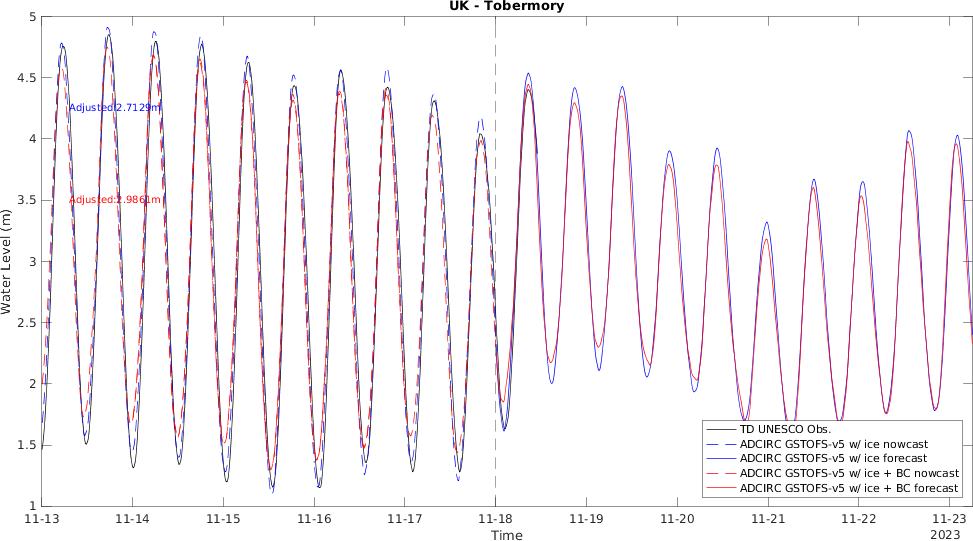 UK - Tobermory
5
4.5
4
3.5
3
2.5
2
1.5
1
Water Level (m)
Adjusted:2.7129m
Adjusted:2.9861m
TD UNESCO Obs.
ADCIRC GSTOFS-v5 w/ ice nowcast
ADCIRC GSTOFS-v5 w/ ice forecast
ADCIRC GSTOFS-v5 w/ ice + BC nowcast
ADCIRC GSTOFS-v5 w/ ice + BC forecast
11-13 11-14 11-15 11-16 11-17 11-18 11-19 11-20 11-21 11-22 11-23
Time
2023